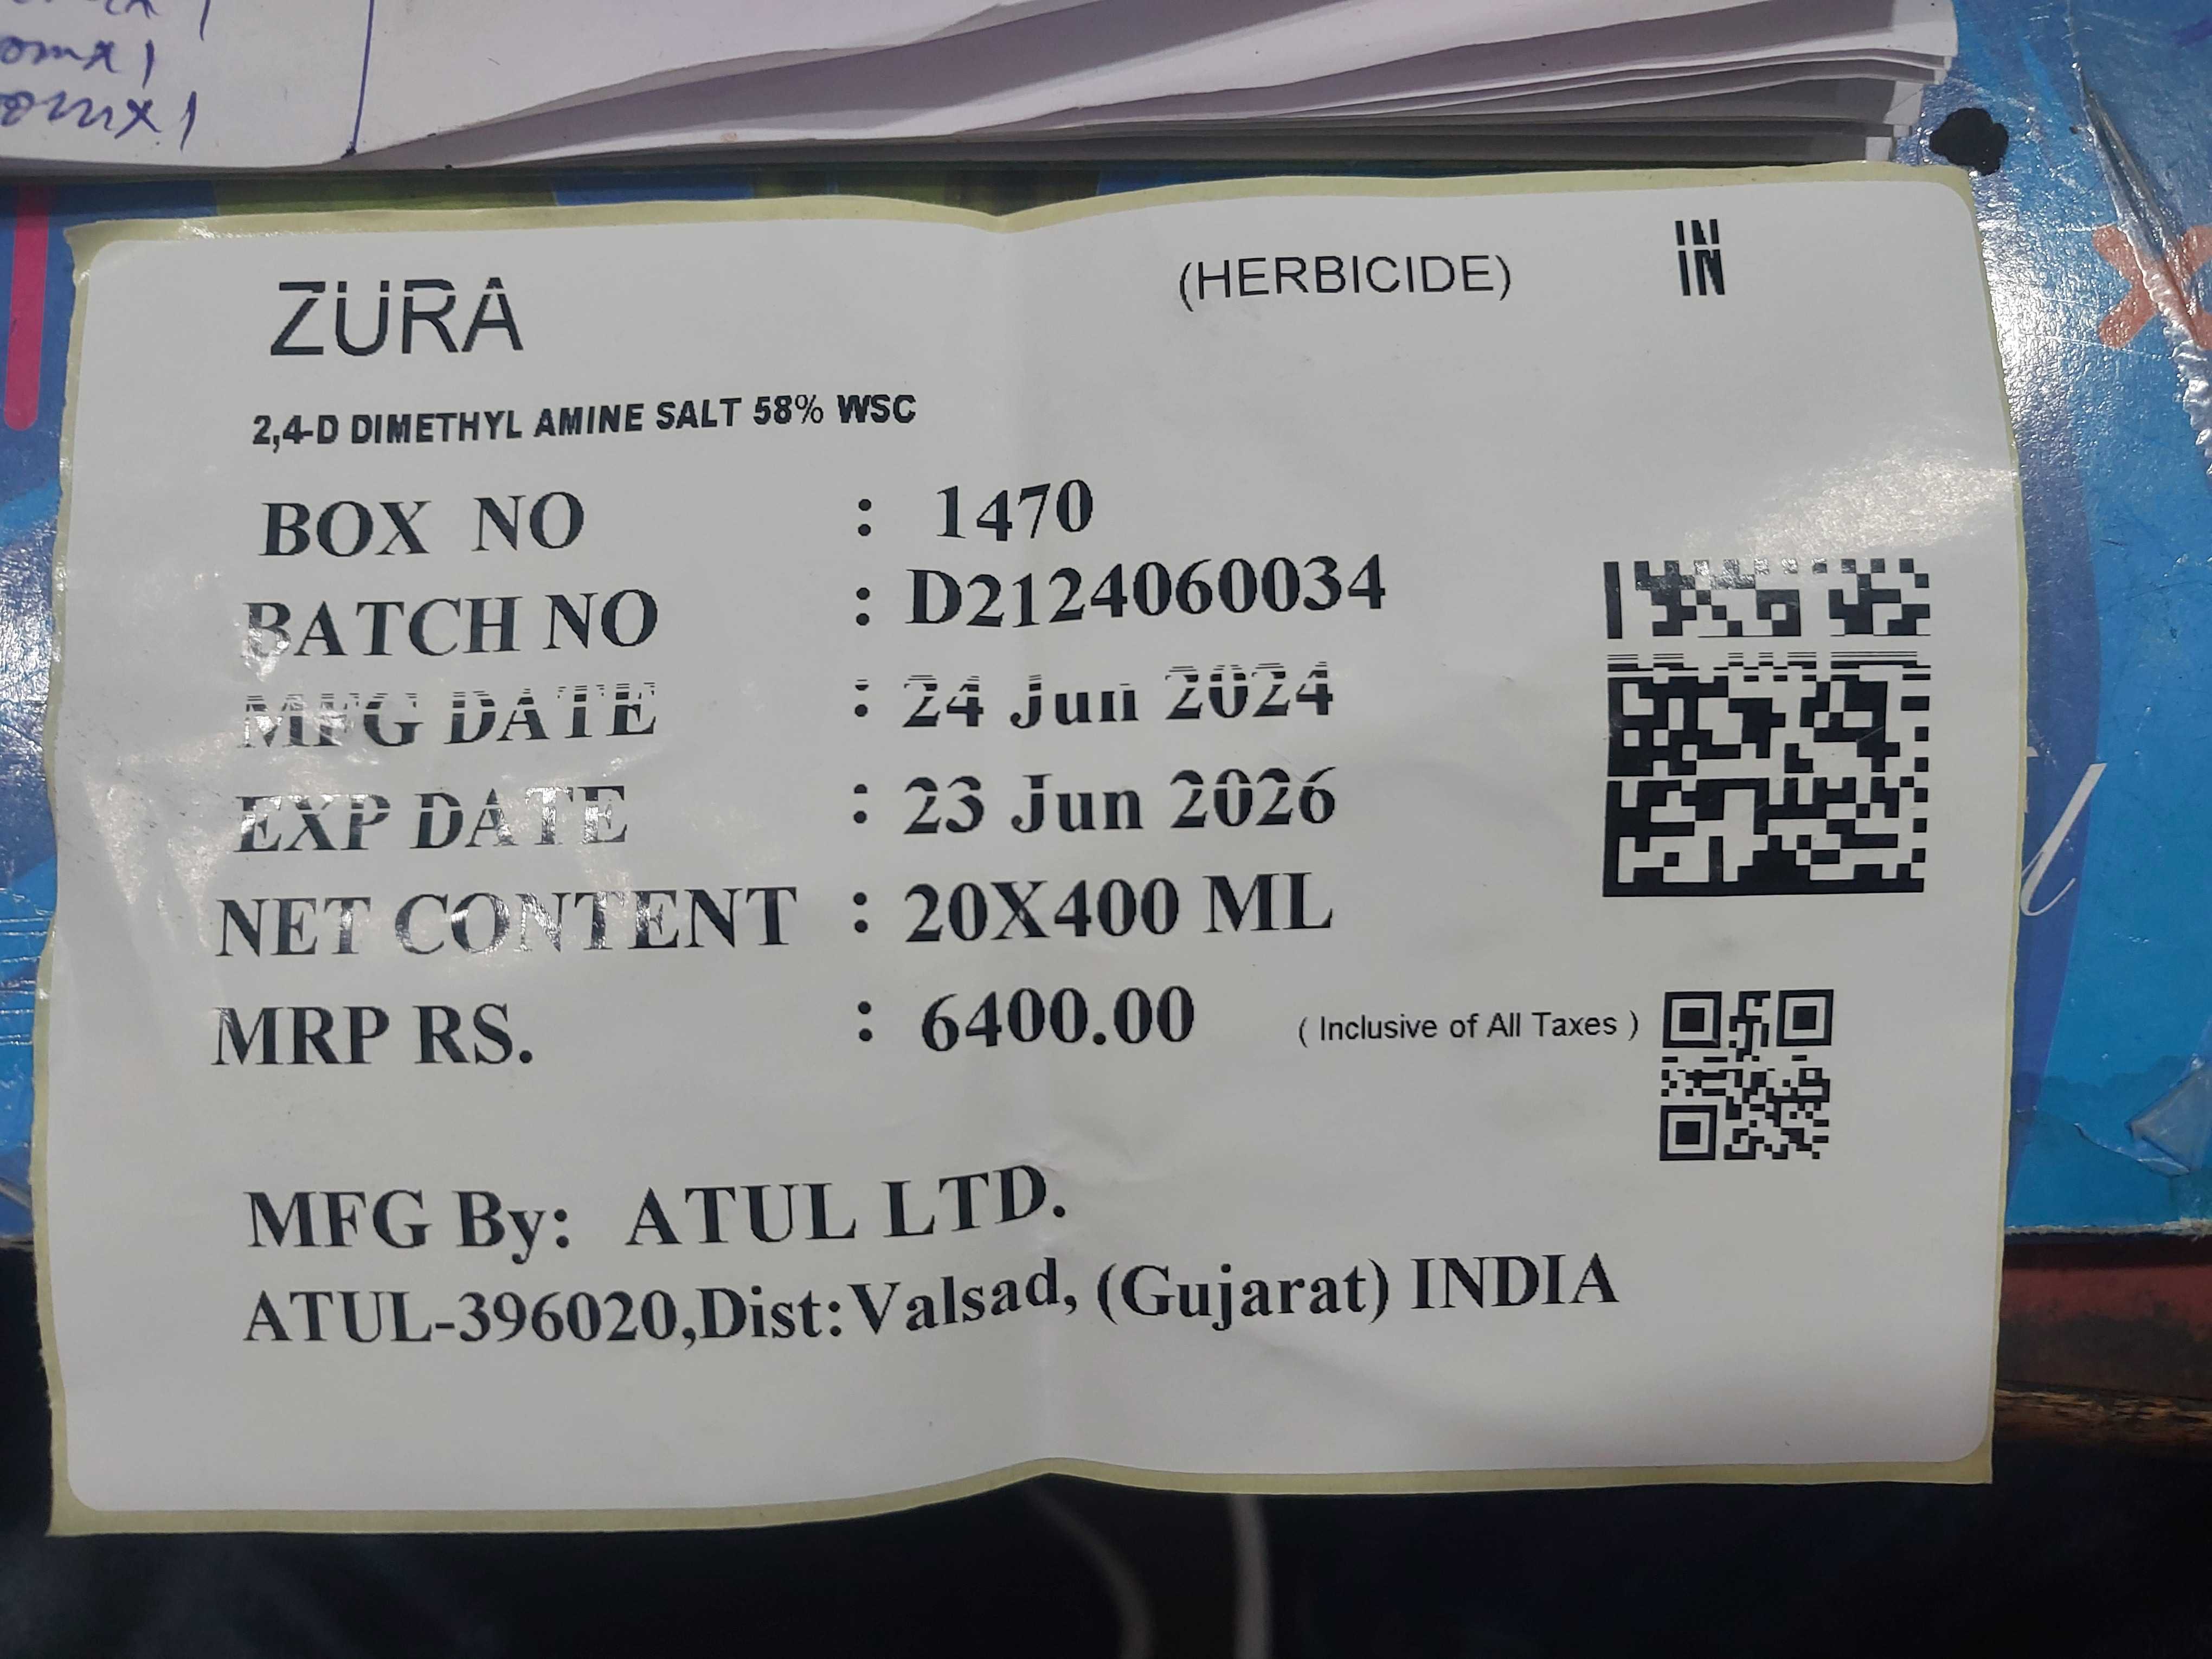 ZURA (HERBICIDE) IN
2,4-D DIMETHYL AMINE SALT 58% WSC
BOX NO : 1470
BATCH NO : D2124060034
MFG DATE : 24 Jun 2024
EXP DATE : 23 Jun 2026
NET CONTENT : 20X400 ML
MRP RS. : 6400.00 ( Inclusive of All Taxes )
MFG By: ATUL LTD.
ATUL-396020,Dist:Valsad, (Gujarat) INDIA